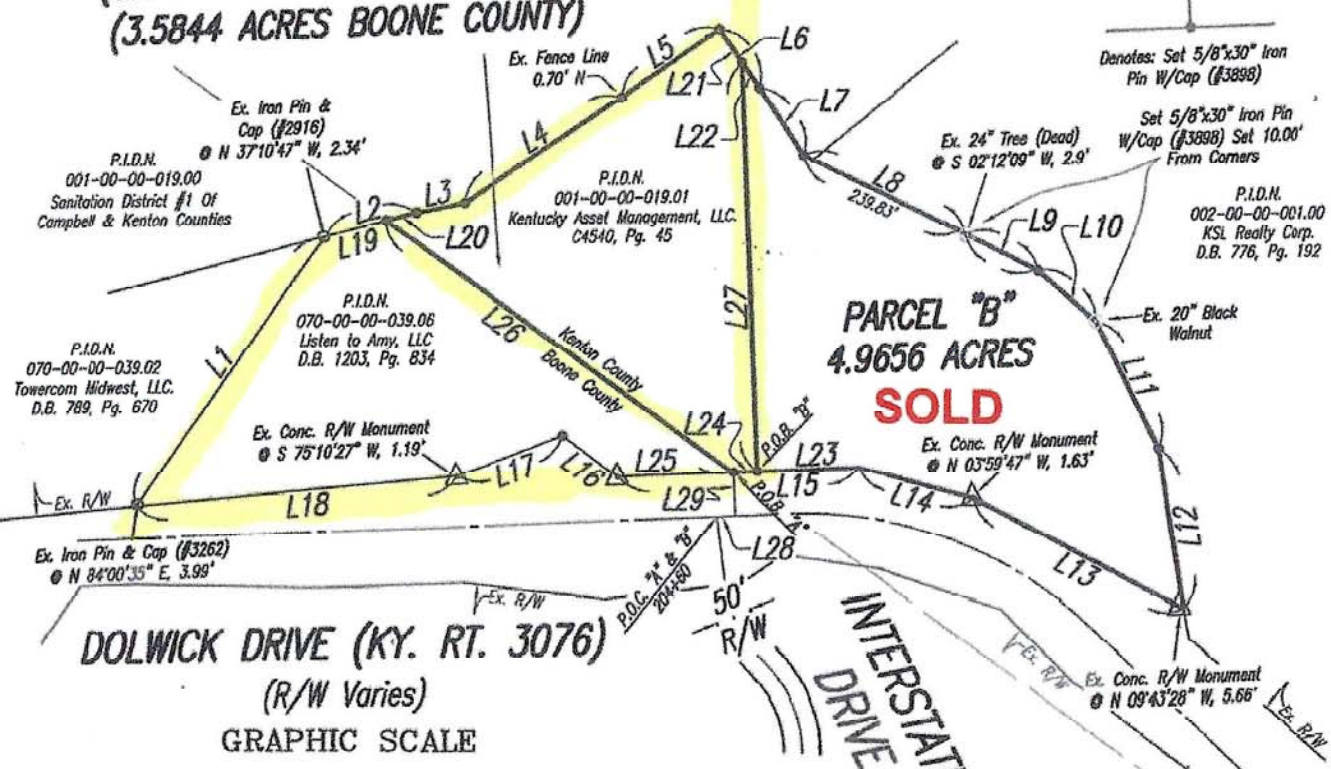 (3.5844 ACRES BOONE COUNTY)
Ex. Fence Line
0.70' N
L5
L6
L21
L7
L22
L4
Denotes: Set 5/8"x30" Iron
Pin W/Cap (#3898)
Ex. Iron Pin &
Cap (#2916)
@ N 37°10'47" W, 2.34'
Set 5/8"x30" Iron Pin
W/Cap (#3898) Set 10.00'
From Corners
Ex. 24" Tree (Dead)
@ S 02°12'09" W, 2.9'
P.I.D.N.
001-00-00-019.00
Sanitation District #1 Of
Campbell & Kenton Counties
P.I.D.N.
001-00-00-019.01
Kentucky Asset Management, LLC.
C4540, Pg. 45
L8
239.83'
P.I.D.N.
002-00-00-001.00
KSL Realty Corp.
D.B. 776, Pg. 192
L2
L3
L19
L20
L9
L10
P.I.D.N.
070-00-00-039.06
Listen to Amy, LLC
D.B. 1203, Pg. 834
L26
L27
Kenton County
Boone County
PARCEL "B"
4.9656 ACRES
SOLD
Ex. 20" Black
Walnut
L1
P.I.D.N.
070-00-00-039.02
Towercom Midwest, LLC.
D.B. 789, Pg. 670
L11
Ex. Conc. R/W Monument
@ S 75°10'27" W, 1.19'
L24
P.O.B. "B"
Ex. Conc. R/W Monument
@ N 03°59'47" W, 1.63'
L17
L16
L25
L23
L15
L14
Ex. R/W
L18
L29
P.O.B. "A"
L12
Ex. Iron Pin & Cap (#3262)
@ N 84°00'35" E, 3.99'
L28
L13
P.O.C. "A" & "B"
204+60
Ex. R/W
50'
R/W
DOLWICK DRIVE (KY. RT. 3076)
(R/W Varies)
GRAPHIC SCALE
INTERSTAT
DRIVE
Ex. R/W
Ex. Conc. R/W Monument
@ N 09°43'28" W, 5.66'
Ex. R/W